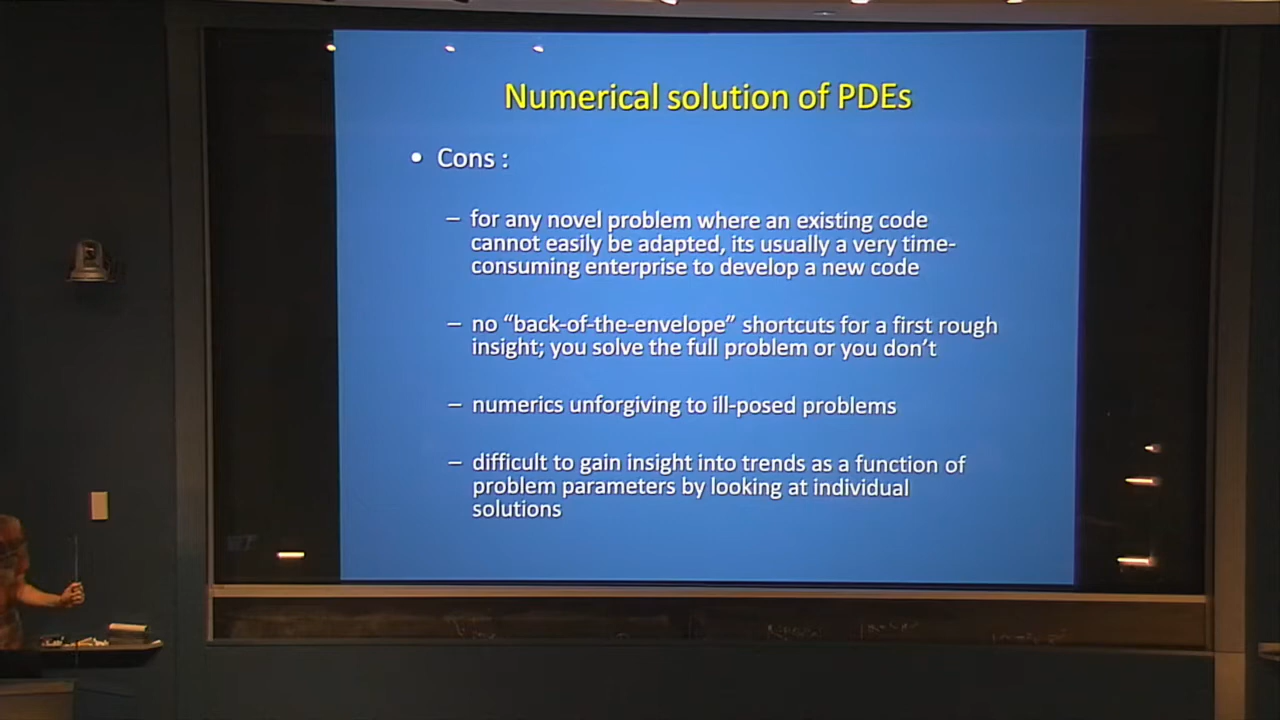 Numerical solution of PDEs
• Cons :
– for any novel problem where an existing code
cannot easily be adapted, its usually a very time-
consuming enterprise to develop a new code
– no “back-of-the-envelope” shortcuts for a first rough
insight; you solve the full problem or you don’t
– numerics unforgiving to ill-posed problems
– difficult to gain insight into trends as a function of
problem parameters by looking at individual
solutions